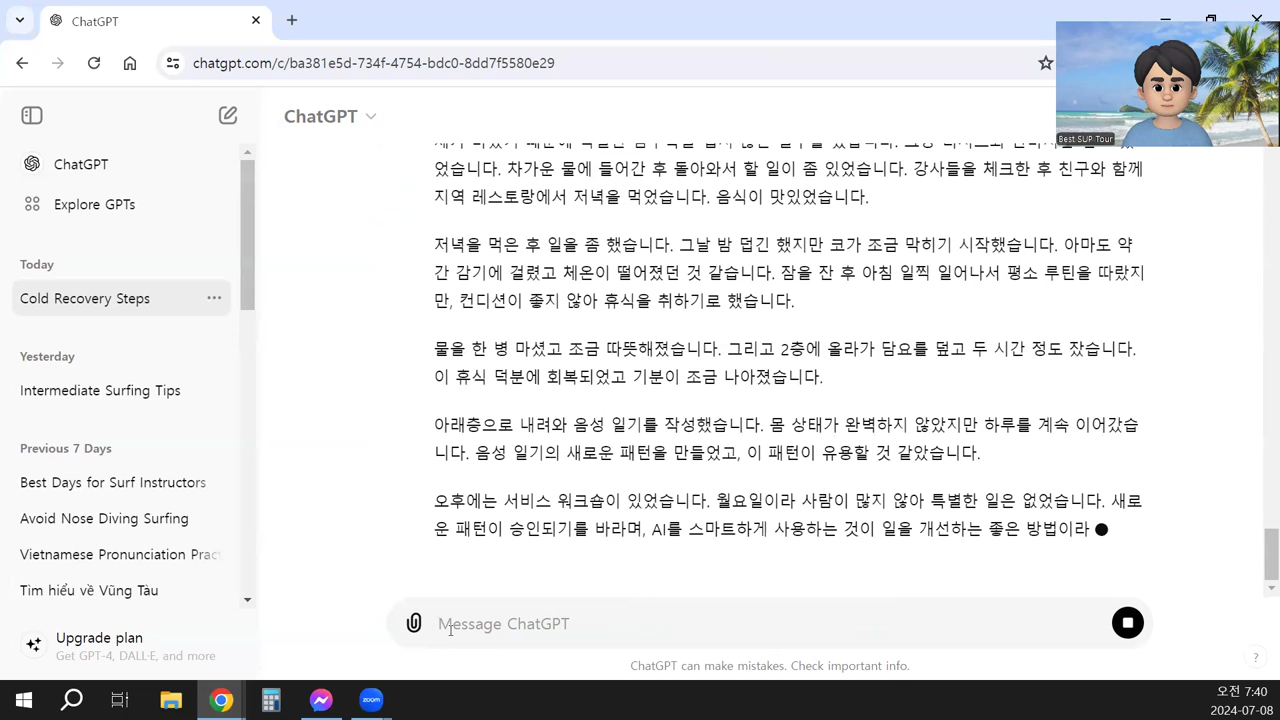 ChatGPT
chatgpt.com/c/ba381e5d-734f-4754-bdc0-8dd7f5580e29
Best SUP Tour
ChatGPT
Explore GPTs
Today
Cold Recovery Steps
Yesterday
Intermediate Surfing Tips
Previous 7 Days
Best Days for Surf Instructors
Avoid Nose Diving Surfing
Vietnamese Pronunciation Prac
Tìm hiểu về Vũng Tàu
Upgrade plan
Get GPT-4, DALL·E, and more
ChatGPT
었습니다. 차가운 물에 들어간 후 돌아와서 할 일이 좀 있었습니다. 강사들을 체크한 후 친구와 함께
지역 레스토랑에서 저녁을 먹었습니다. 음식이 맛있었습니다.
저녁을 먹은 후 일을 좀 했습니다. 그날 밤 덥긴 했지만 코가 조금 막히기 시작했습니다. 아마도 약
간 감기에 걸렸고 체온이 떨어졌던 것 같습니다. 잠을 잔 후 아침 일찍 일어나서 평소 루틴을 따랐지
만, 컨디션이 좋지 않아 휴식을 취하기로 했습니다.
물을 한 병 마셨고 조금 따뜻해졌습니다. 그리고 2층에 올라가 담요를 덮고 두 시간 정도 잤습니다.
이 휴식 덕분에 회복되었고 기분이 조금 나아졌습니다.
아래층으로 내려와 음성 일기를 작성했습니다. 몸 상태가 완벽하지 않았지만 하루를 계속 이어갔습
니다. 음성 일기의 새로운 패턴을 만들었고, 이 패턴이 유용할 것 같았습니다.
오후에는 서비스 워크숍이 있었습니다. 월요일이라 사람이 많지 않아 특별한 일은 없었습니다. 새로
운 패턴이 승인되기를 바라며, AI를 스마트하게 사용하는 것이 일을 개선하는 좋은 방법이라
Message ChatGPT
ChatGPT can make mistakes. Check important info.
?
zoom
오전 7:40
2024-07-08